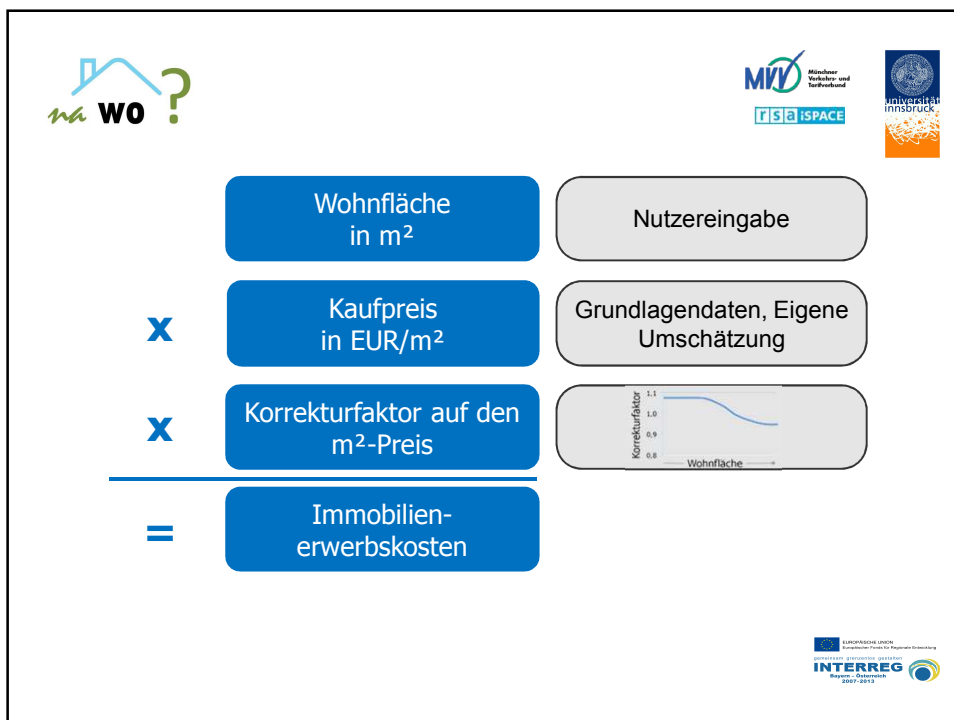 na WO ?
MVV Münchner
Verkehrs- und
Tarifverbund
rsa iSPACE
universität
innsbruck
Wohnfläche
in m²
Nutzereingabe
x
Kaufpreis
in EUR/m²
Grundlagendaten, Eigene
Umschätzung
x
Korrekturfaktor auf den
m²-Preis
Korrekturfaktor
1,1
1,0
0,9
0,8
Wohnfläche
=
Immobilien-
erwerbskosten
EUROPÄISCHE UNION
Europäischer Fonds für Regionale Entwicklung
gemeinsam grenzenlos gestalten
INTERREG
Bayern - Österreich
2007-2013